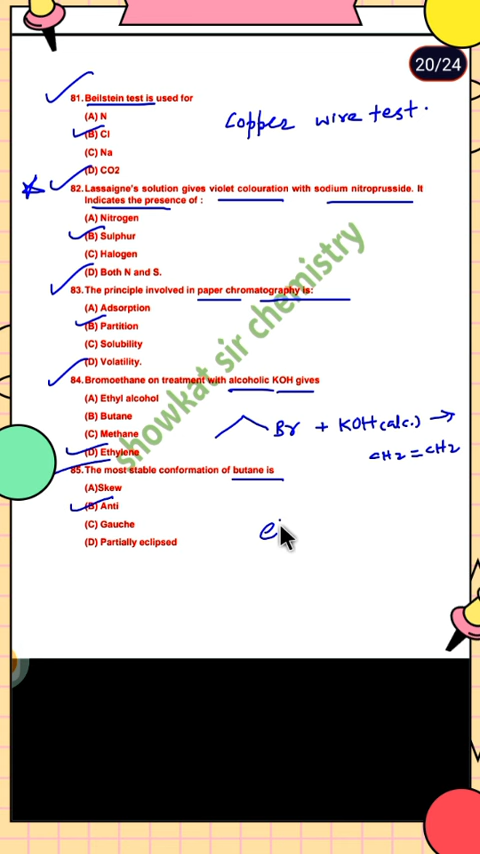 20/24
81. Beilstein test is used for
(A) N
(B) Cl
(C) Na
(D) CO2
Copper wire test.
82. Lassaigne's solution gives violet colouration with sodium nitroprusside. It
Indicates the presence of :
(A) Nitrogen
(B) Sulphur
(C) Halogen
(D) Both N and S.
83. The principle involved in paper chromatography is:
(A) Adsorption
(B) Partition
(C) Solubility
(D) Volatility.
84. Bromoethane on treatment with alcoholic KOH gives
(A) Ethyl alcohol
(B) Butane
(C) Methane
(D) Ethylene
Br + KOH(alc.) →
CH2 = CH2
85. The most stable conformation of butane is
(A)Skew
(B) Anti
(C) Gauche
(D) Partially eclipsed
showkat sir chemistry